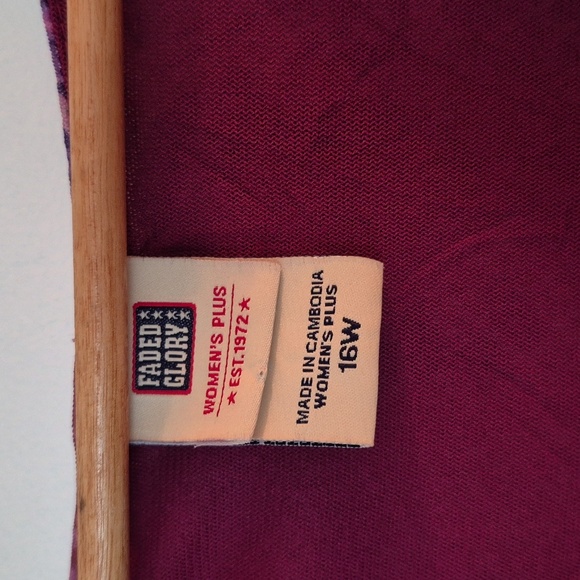 FADED
GLORY
WOMEN'S PLUS
★ EST.1972 ★
MADE IN CAMBODIA
WOMEN'S PLUS
16W